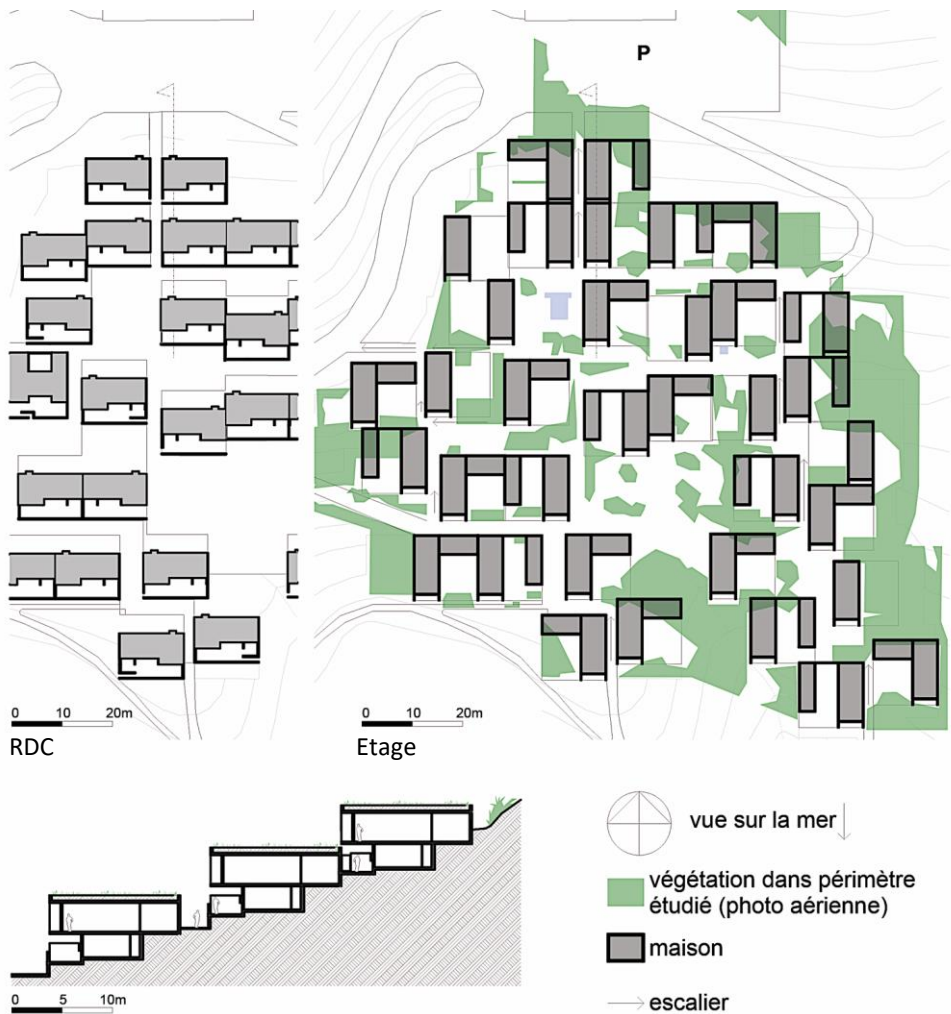 P
0 10 20m
RDC
0 10 20m
Etage
0 5 10m
vue sur la mer
végétation dans périmètre
étudié (photo aérienne)
maison
escalier